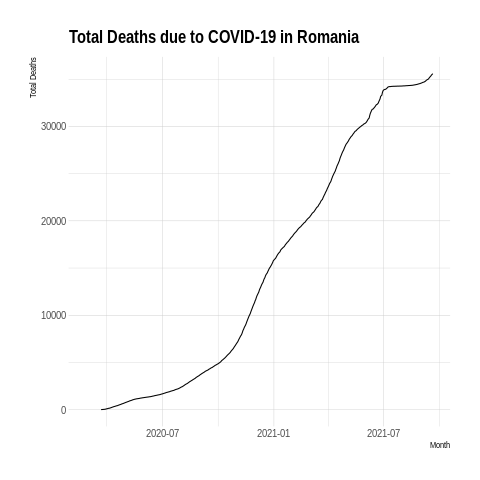 Total Deaths due to COVID-19 in Romania
Total Deaths
30000
20000
10000
0
2020-07
2021-01
2021-07
Month